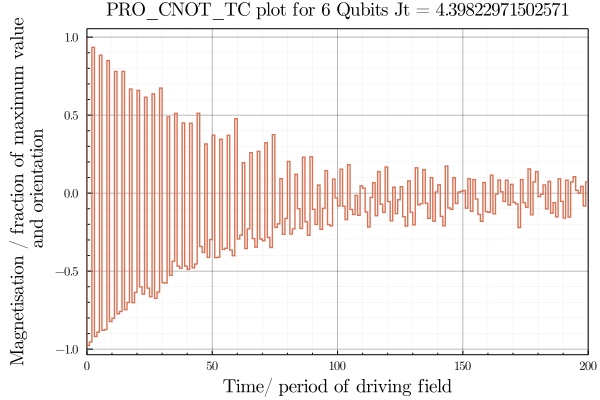 PRO_CNOT_TC plot for 6 Qubits Jt = 4.39822971502571
Magnetisation / fraction of maximum value
and orientation
1.0
0.5
0.0
−0.5
−1.0
0 50 100 150 200
Time/ period of driving field